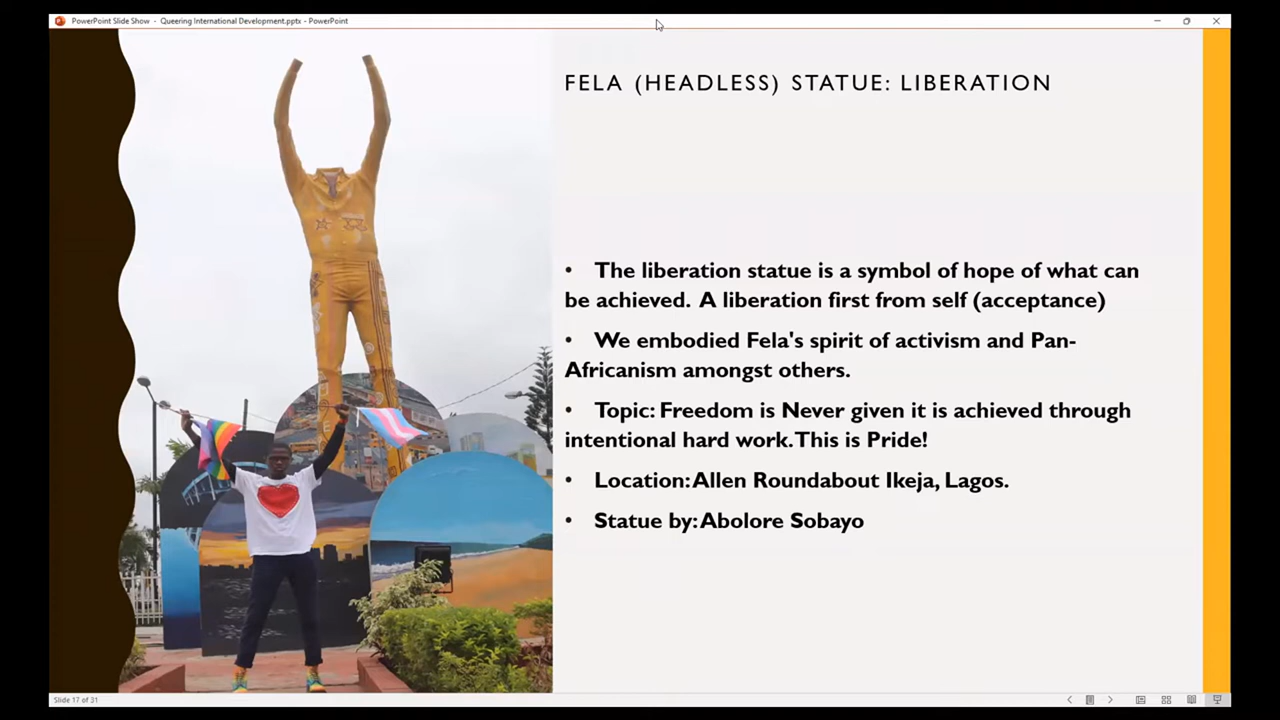 PowerPoint Slide Show - Queering International Development.pptx - PowerPoint
FELA (HEADLESS) STATUE: LIBERATION
• The liberation statue is a symbol of hope of what can
be achieved. A liberation first from self (acceptance)
• We embodied Fela's spirit of activism and Pan-
Africanism amongst others.
• Topic: Freedom is Never given it is achieved through
intentional hard work. This is Pride!
• Location: Allen Roundabout Ikeja, Lagos.
• Statue by: Abolore Sobayo
Slide 17 of 31